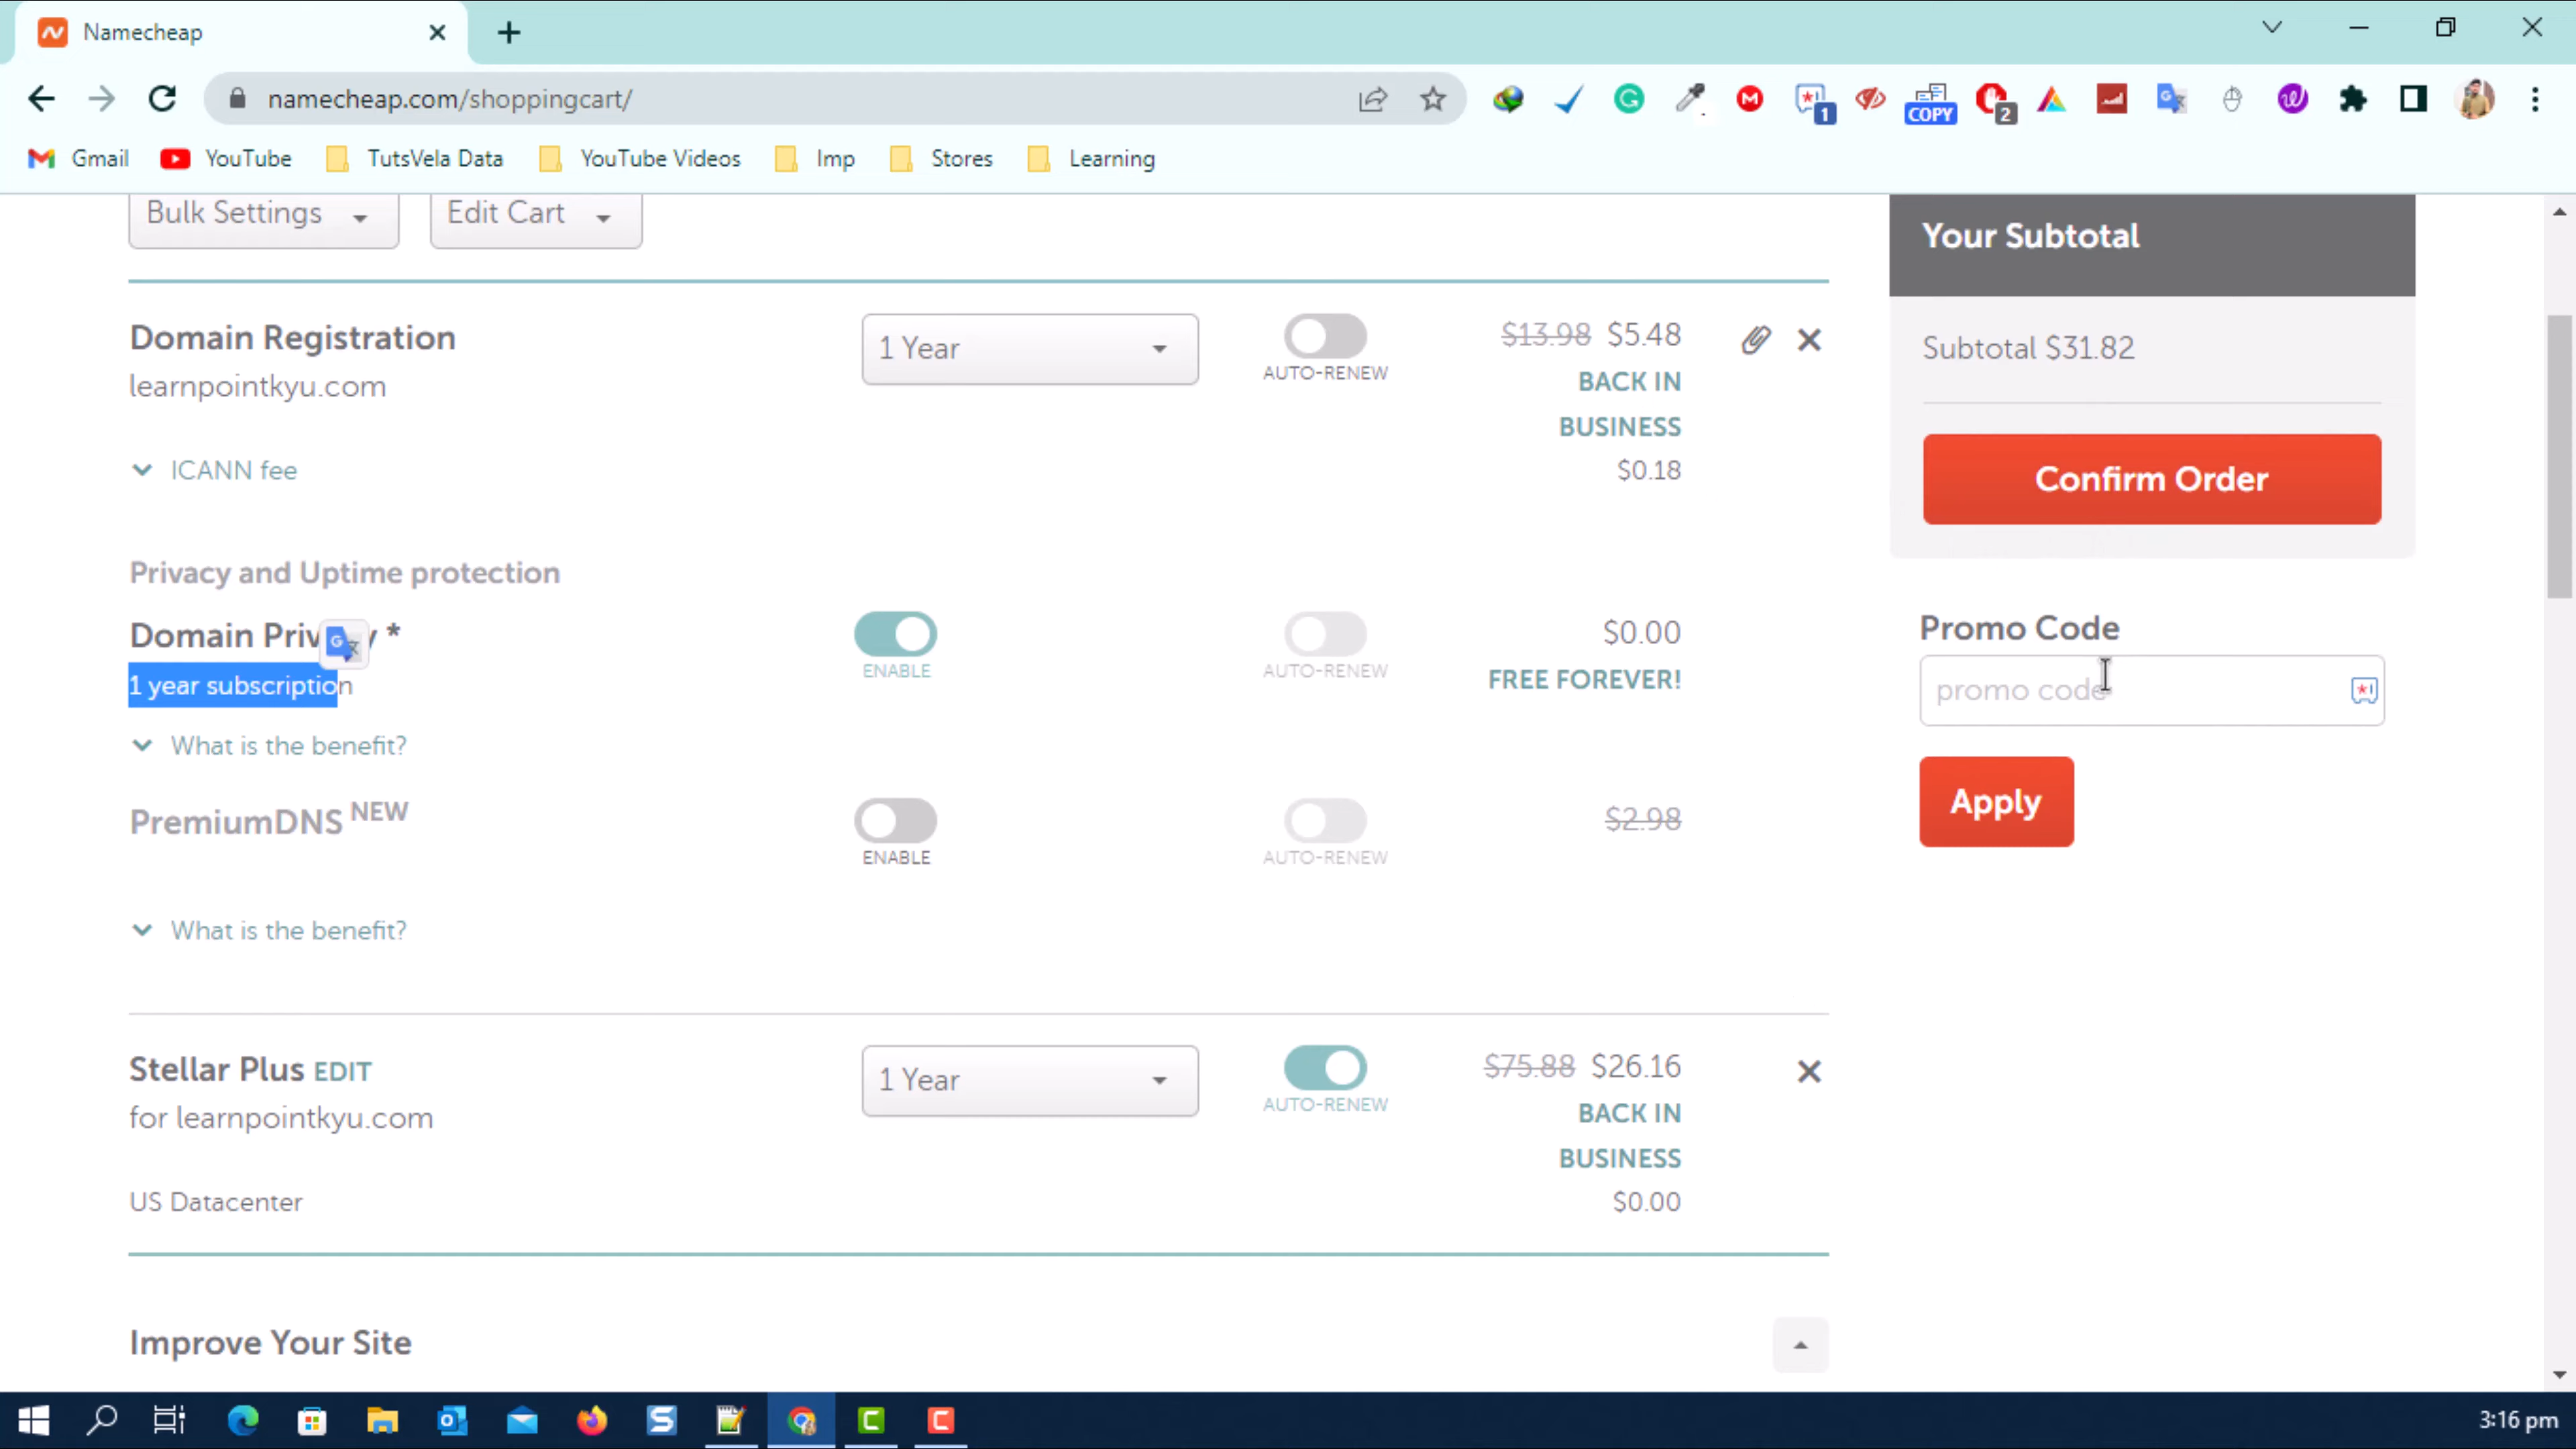 Namecheap
namecheap.com/shoppingcart/
1
COPY
2
Gmail YouTube TutsVela Data YouTube Videos Imp Stores Learning
Bulk Settings Edit Cart
Your Subtotal
Domain Registration 1 Year $13.98 $5.48
AUTO-RENEW
learnpointkyu.com BACK IN
BUSINESS
ICANN fee $0.18
Subtotal $31.82
Confirm Order
Privacy and Uptime protection
Domain Privacy * $0.00
ENABLE AUTO-RENEW
1 year subscription FREE FOREVER!
What is the benefit?
Promo Code
promo code
Apply
PremiumDNS NEW $2.98
ENABLE AUTO-RENEW
What is the benefit?
Stellar Plus EDIT 1 Year $75.88 $26.16
AUTO-RENEW
for learnpointkyu.com BACK IN
BUSINESS
US Datacenter $0.00
Improve Your Site
3:16 pm